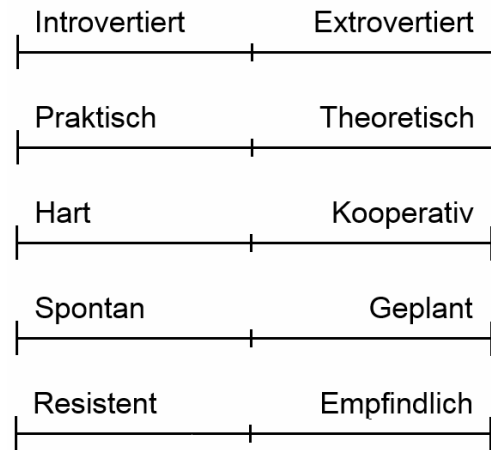 Introvertiert Extrovertiert
Praktisch Theoretisch
Hart Kooperativ
Spontan Geplant
Resistent Empfindlich